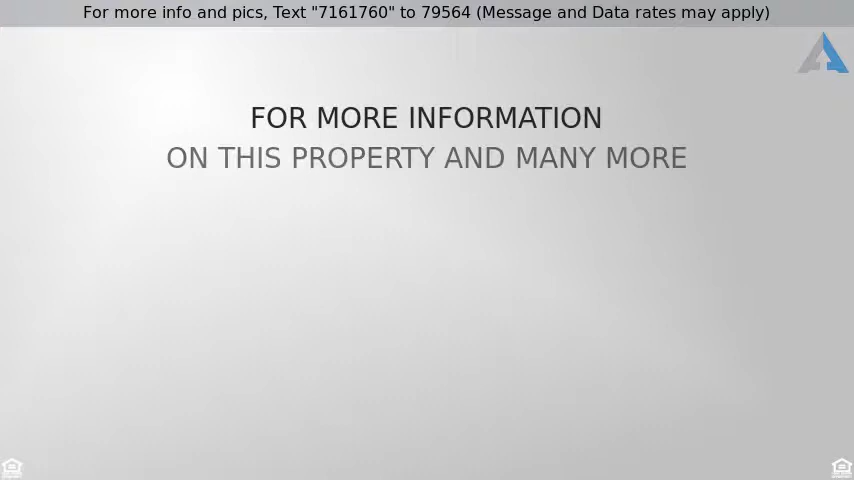 For more info and pics, Text "7161760" to 79564 (Message and Data rates may apply)
FOR MORE INFORMATION
ON THIS PROPERTY AND MANY MORE